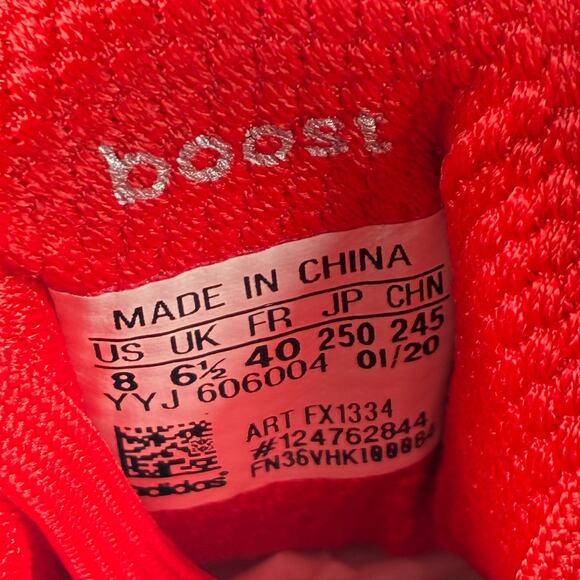 boost
MADE IN CHINA
US UK FR JP CHN
8 6½ 40 250 245
YYJ 606004 01/20
ART FX1334
#124762844
adidas